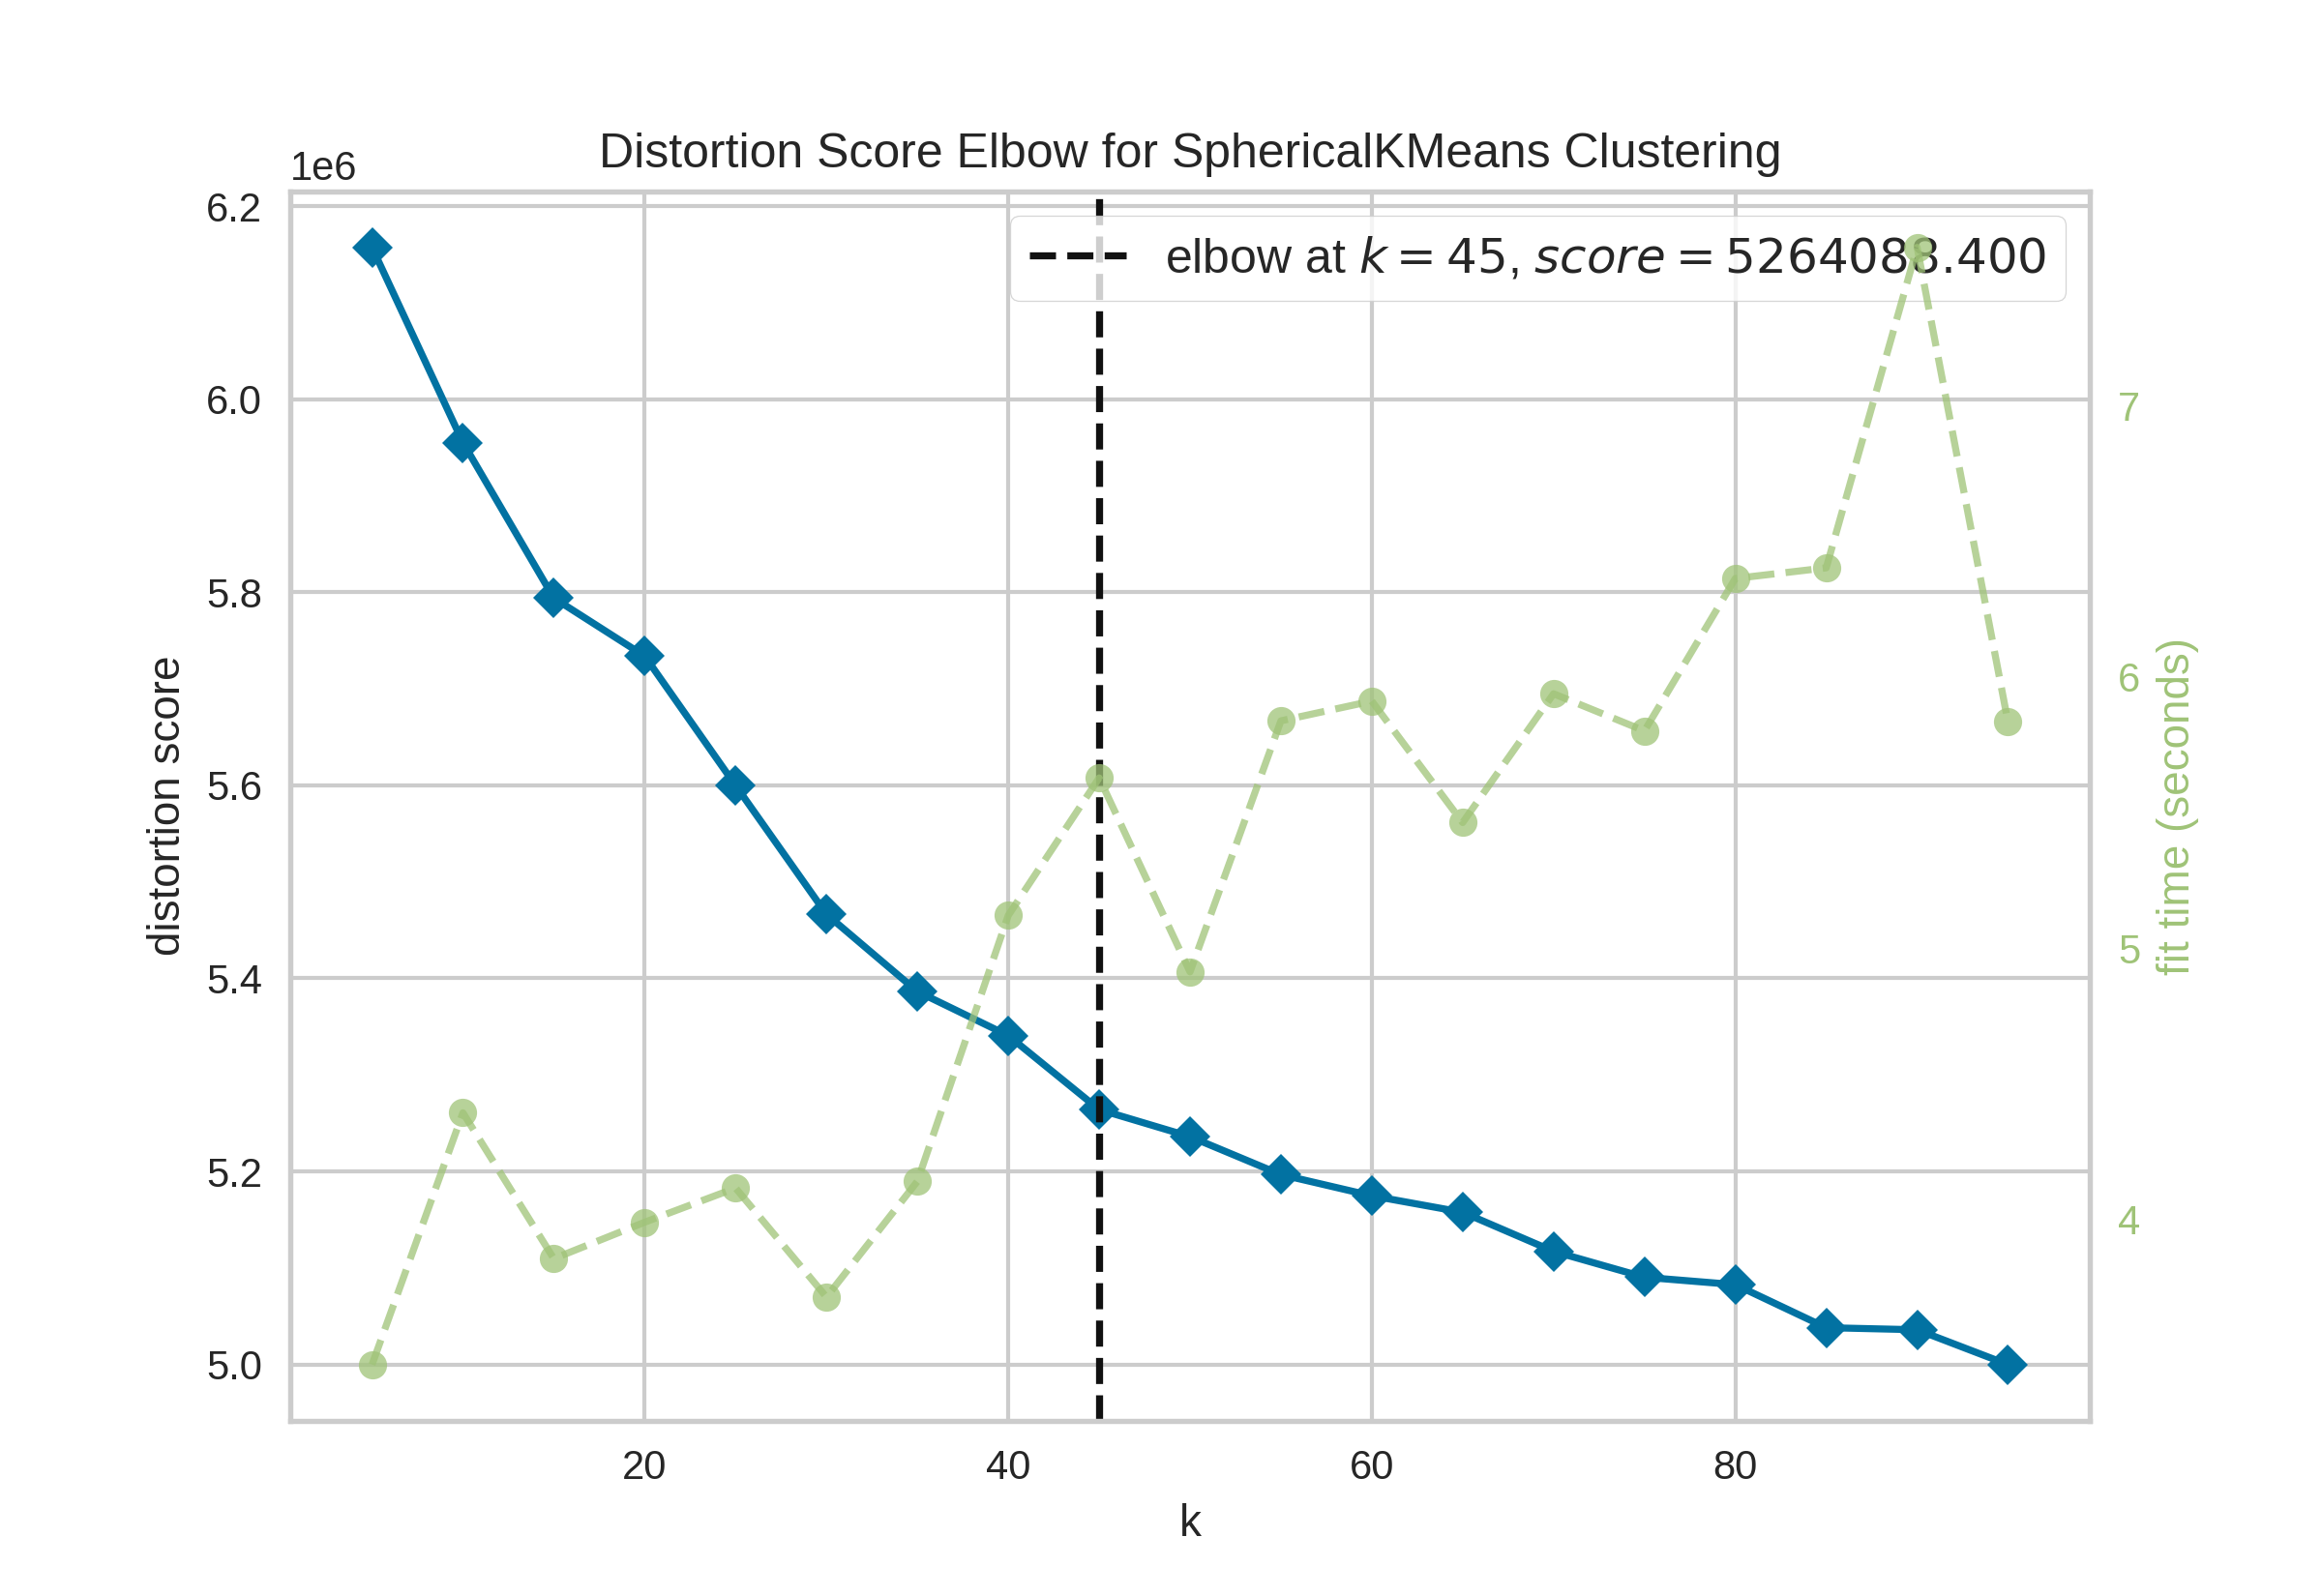 Distortion Score Elbow for SphericalKMeans Clustering
1e6
elbow at k = 45, score = 5264088.400
6.2
6.0
5.8
5.6
5.4
5.2
5.0
distortion score
7
6
5
4
fit time (seconds)
20 40 60 80
k